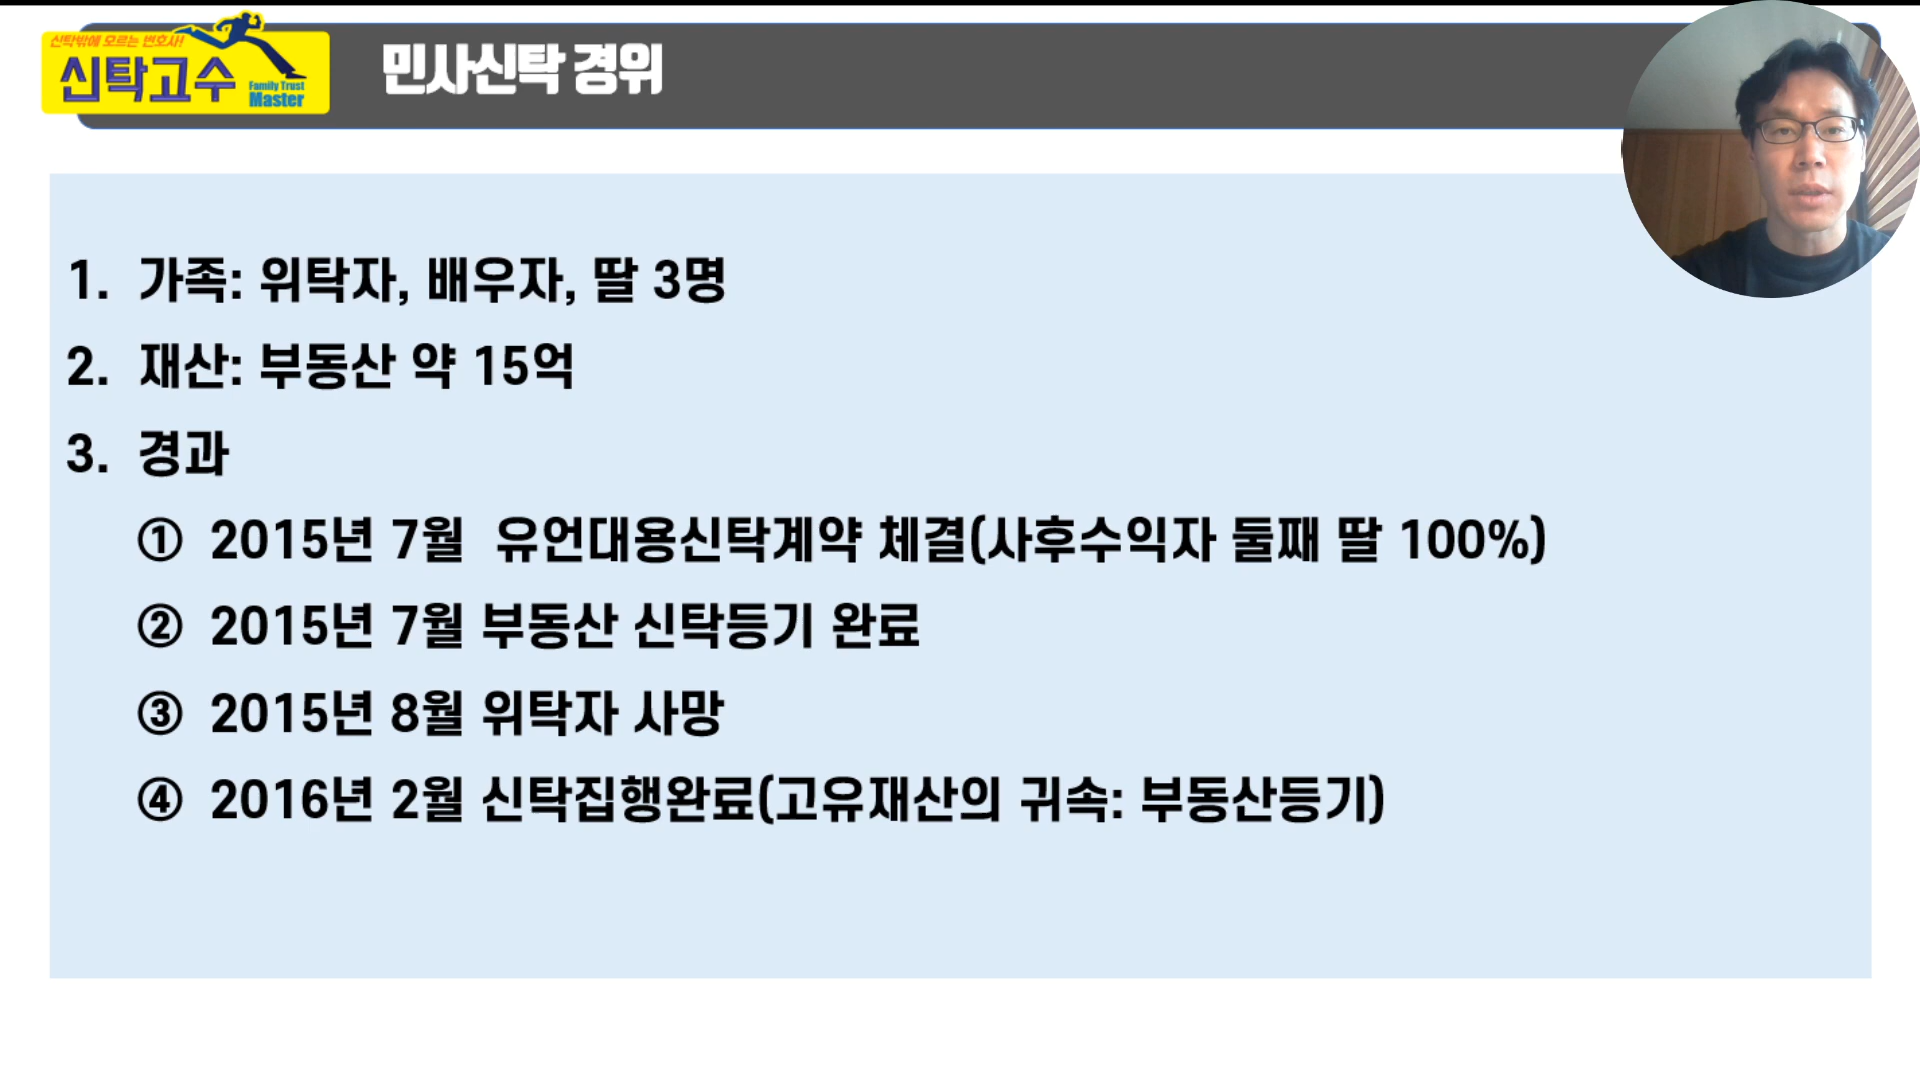 신탁밖에 모르는 변호사!
신탁고수
Family Trust
Master
민사신탁 경위
1. 가족: 위탁자, 배우자, 딸 3명
2. 재산: 부동산 약 15억
3. 경과
① 2015년 7월 유언대용신탁계약 체결(사후수익자 둘째 딸 100%)
② 2015년 7월 부동산 신탁등기 완료
③ 2015년 8월 위탁자 사망
④ 2016년 2월 신탁집행완료(고유재산의 귀속: 부동산등기)